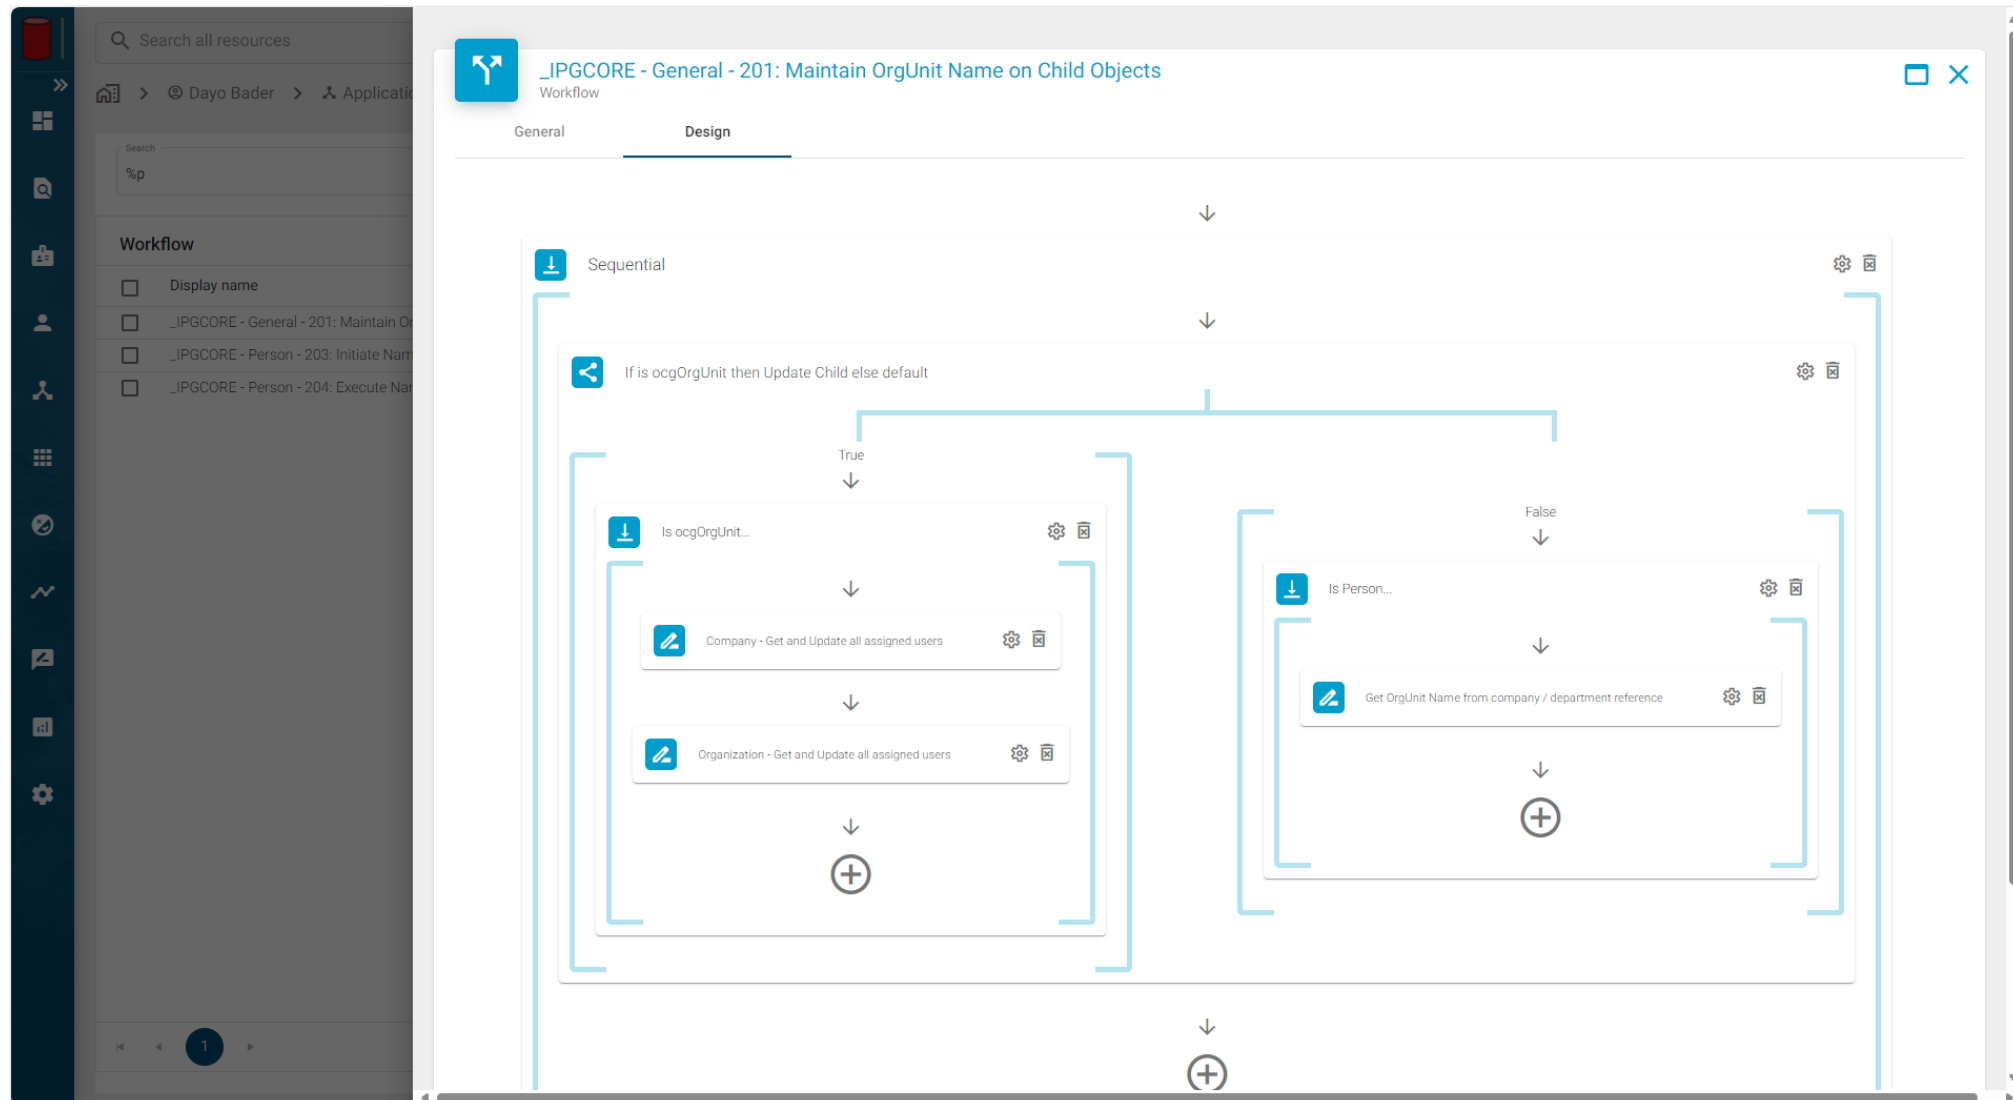 Search all resources
Dayo Bader
Applicatio
Search
%p
Workflow
Display name
_IPGCORE - General - 201: Maintain Or
_IPGCORE - Person - 203: Initiate Nam
_IPGCORE - Person - 204: Execute Nar
1
_IPGCORE - General - 201: Maintain OrgUnit Name on Child Objects
Workflow
General
Design
Sequential
If is ocgOrgUnit then Update Child else default
True
Is ocgOrgUnit...
Company - Get and Update all assigned users
Organization - Get and Update all assigned users
False
Is Person...
Get OrgUnit Name from company / department reference